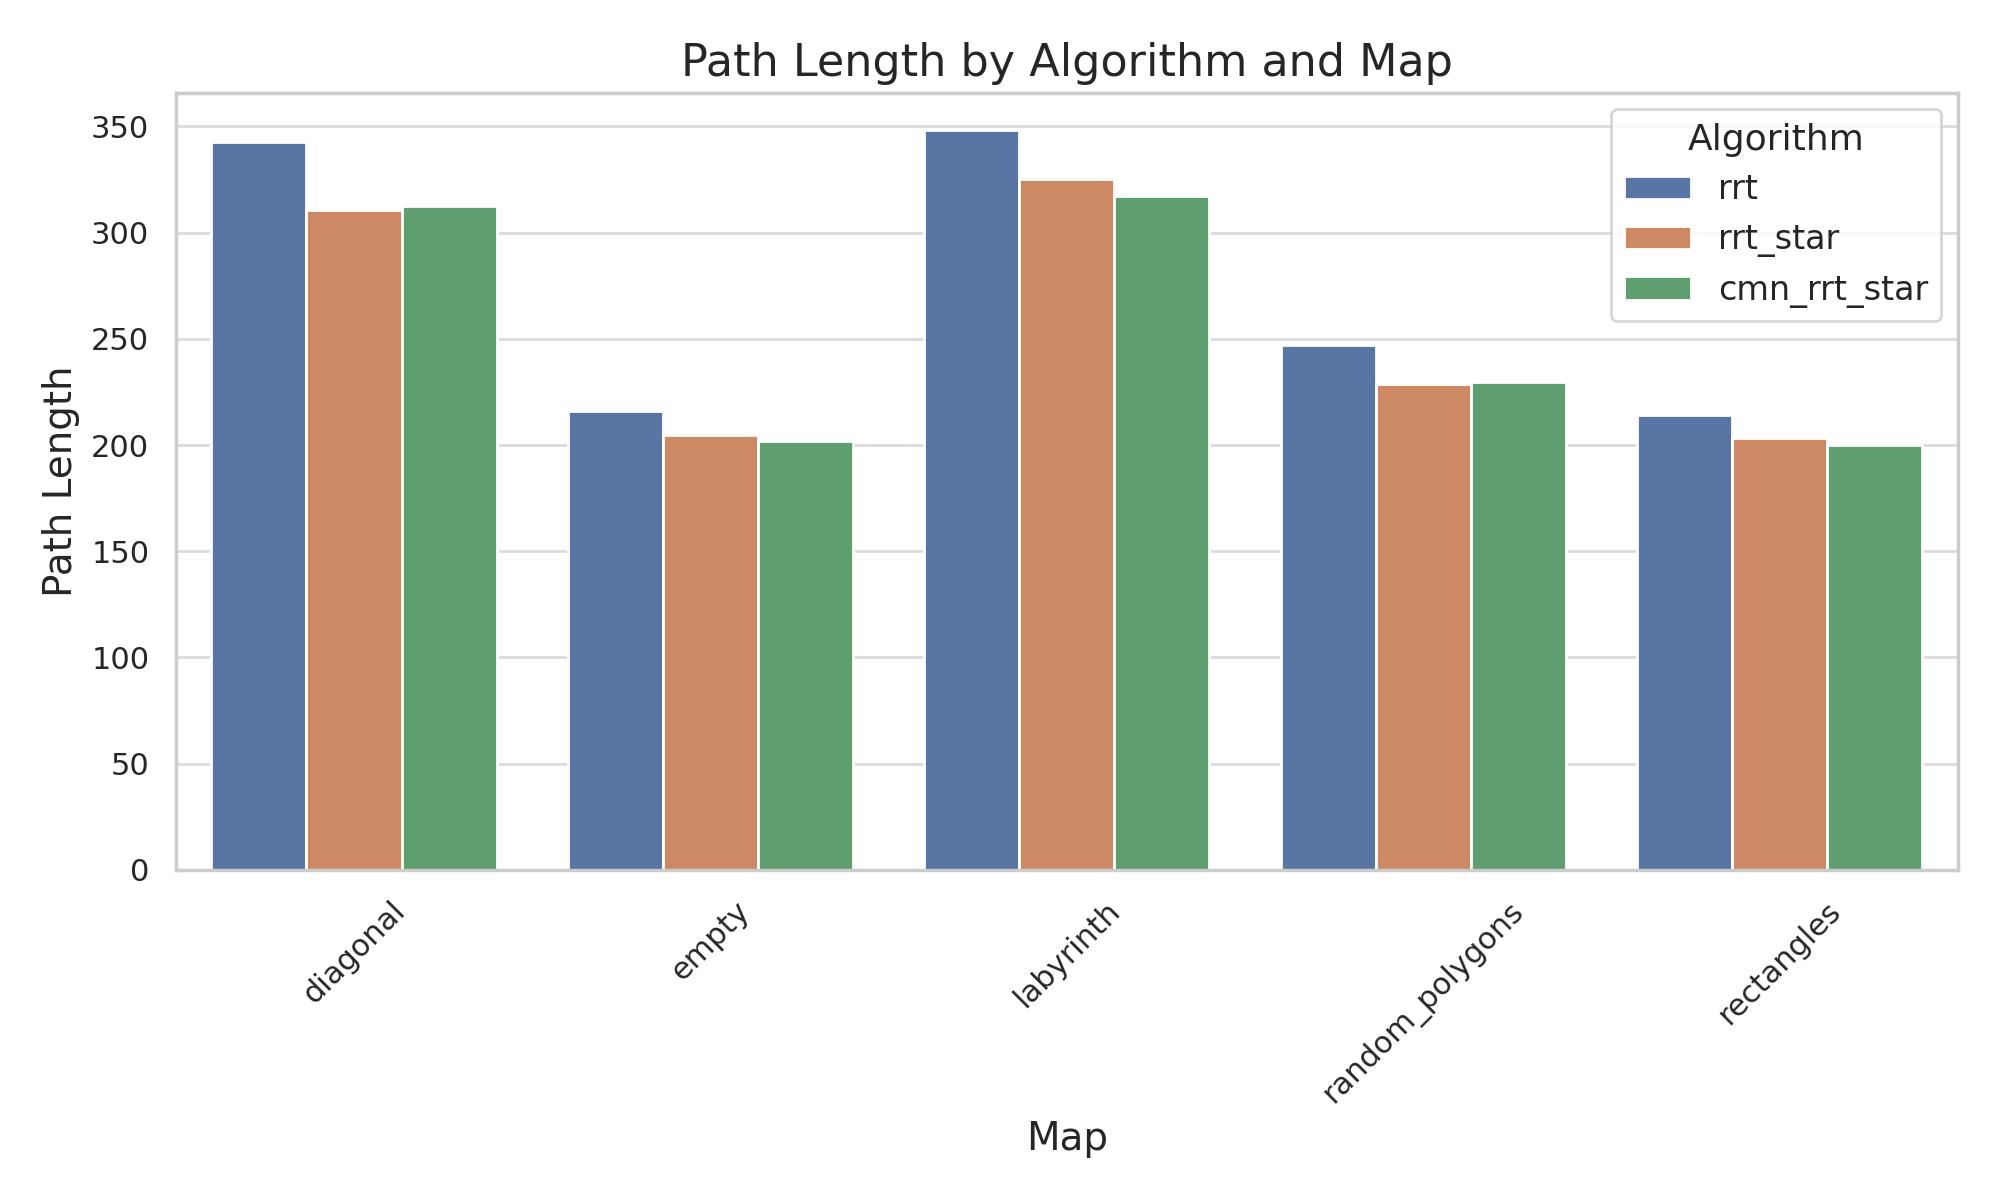 Path Length by Algorithm and Map
Path Length
350
300
250
200
150
100
50
0
Algorithm
rrt
rrt_star
cmn_rrt_star
diagonal
empty
labyrinth
random_polygons
rectangles
Map